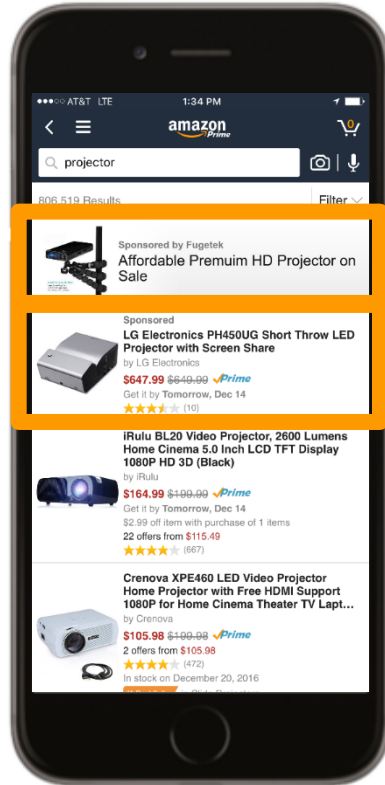 AT&T LTE 1:34 PM
amazon
Prime
0
projector
806,519 Results Filter
Sponsored by Fugetek
Affordable Premuim HD Projector on
Sale
Sponsored
LG Electronics PH450UG Short Throw LED
Projector with Screen Share
by LG Electronics
$647.99 $649.99 Prime
Get it by Tomorrow, Dec 14
(10)
iRulu BL20 Video Projector, 2600 Lumens
Home Cinema 5.0 Inch LCD TFT Display
1080P HD 3D (Black)
by iRulu
$164.99 $199.99 Prime
Get it by Tomorrow, Dec 14
$2.99 off item with purchase of 1 items
22 offers from $115.49
(667)
Crenova XPE460 LED Video Projector
Home Projector with Free HDMI Support
1080P for Home Cinema Theater TV Lapt...
by Crenova
$105.98 $199.98 Prime
2 offers from $105.98
(472)
In stock on December 20, 2016